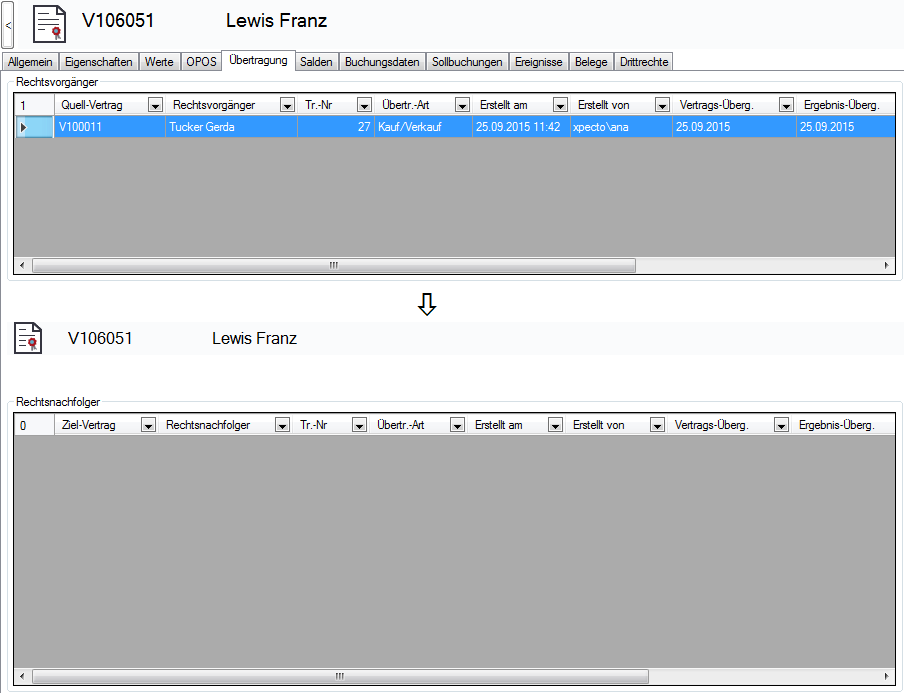 <
V106051 Lewis Franz
Allgemein Eigenschaften Werte OPOS Übertragung Salden Buchungsdaten Sollbuchungen Ereignisse Belege Drittrechte
Rechtsvorgänger
1 Quell-Vertrag Rechtsvorgänger Tr.-Nr Übertr.-Art Erstellt am Erstellt von Vertrags-Überg. Ergebnis-Überg.
V100011 Tucker Gerda 27 Kauf/Verkauf 25.09.2015 11:42 xpecto\ana 25.09.2015 25.09.2015
V106051 Lewis Franz
Rechtsnachfolger
0 Ziel-Vertrag Rechtsnachfolger Tr.-Nr Übertr.-Art Erstellt am Erstellt von Vertrags-Überg. Ergebnis-Überg.